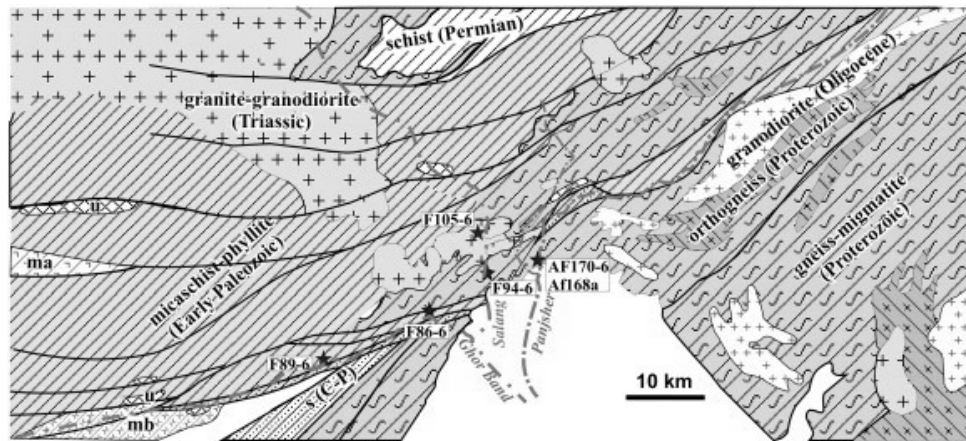 schist (Permian)
granite-granodiorite
(Triassic)
granodiorite (Oligocene)
orthogneiss (Proterozoic)
gneiss-migmatite
(Proterozoic)
u
ma
micaschist-phyllite
(Early Paleozoic)
F105-6
AF170-6
Af168a
F94-6
F86-6
F89-6
Salang
Panjsher
Ghor Band
s (C-P)
u
mb
10 km